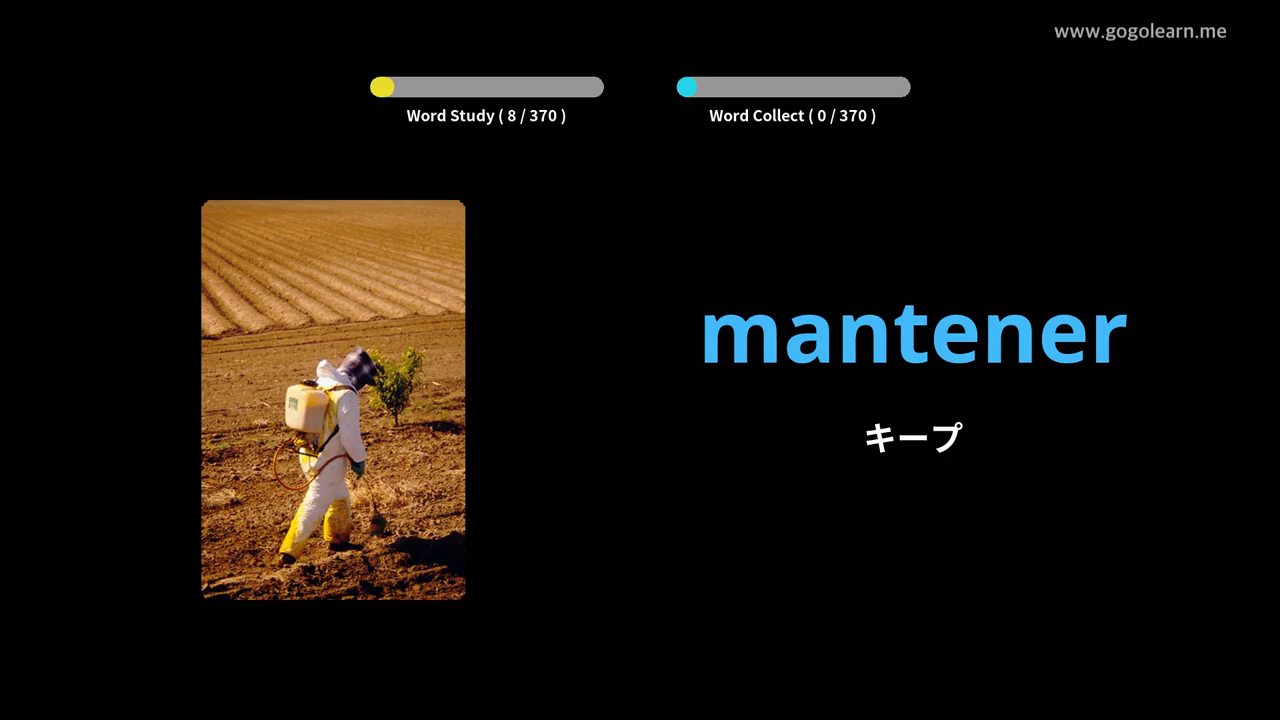 www.gogolearn.me
Word Study ( 8 / 370 )
Word Collect ( 0 / 370 )
mantener
キープ